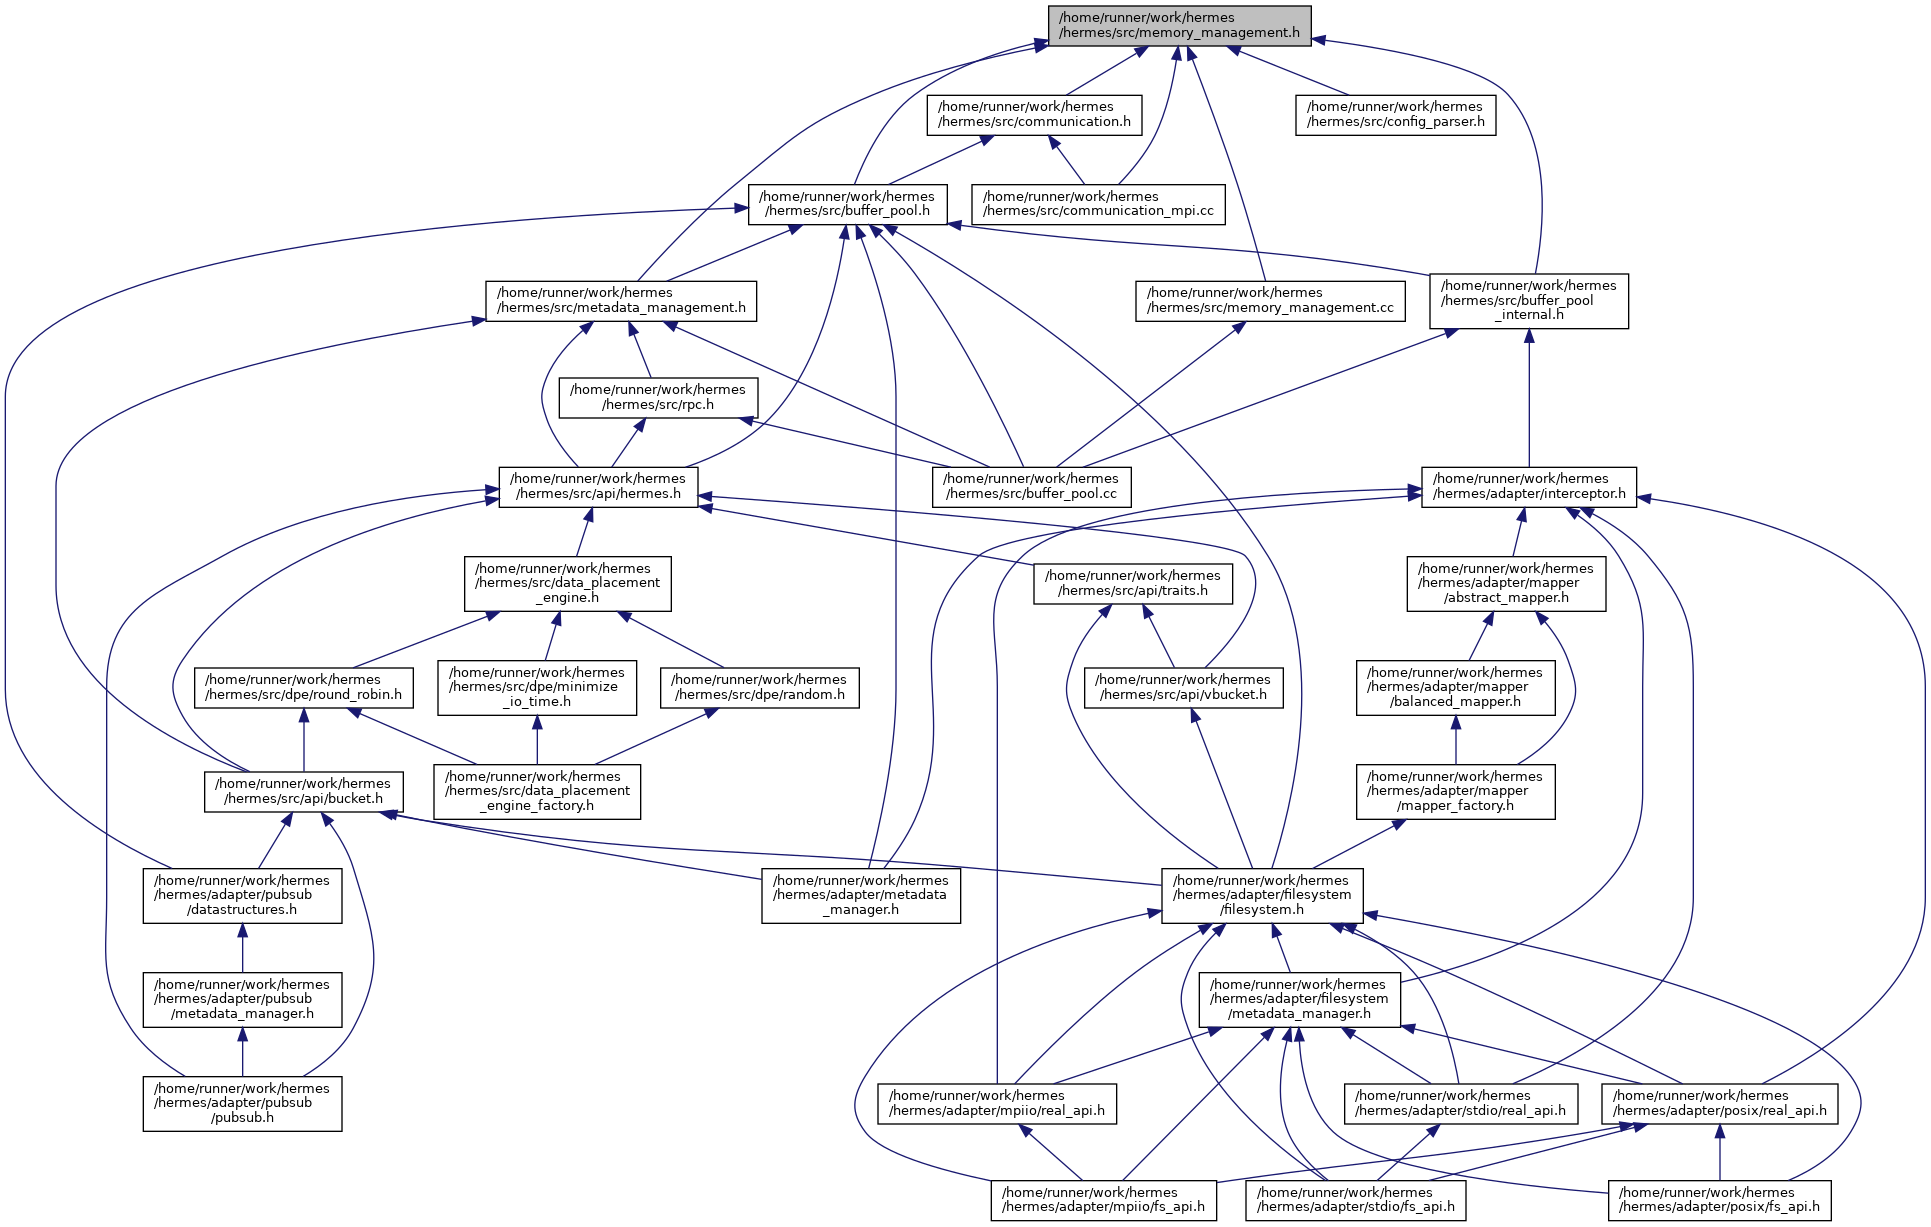 /home/runner/work/hermes
/hermes/src/memory_management.h
/home/runner/work/hermes
/hermes/src/communication.h
/home/runner/work/hermes
/hermes/src/config_parser.h
/home/runner/work/hermes
/hermes/src/buffer_pool.h
/home/runner/work/hermes
/hermes/src/communication_mpi.cc
/home/runner/work/hermes
/hermes/src/metadata_management.h
/home/runner/work/hermes
/hermes/src/memory_management.cc
/home/runner/work/hermes
/hermes/src/buffer_pool
_internal.h
/home/runner/work/hermes
/hermes/src/rpc.h
/home/runner/work/hermes
/hermes/src/api/hermes.h
/home/runner/work/hermes
/hermes/src/buffer_pool.cc
/home/runner/work/hermes
/hermes/adapter/interceptor.h
/home/runner/work/hermes
/hermes/src/data_placement
_engine.h
/home/runner/work/hermes
/hermes/src/api/traits.h
/home/runner/work/hermes
/hermes/adapter/mapper
/abstract_mapper.h
/home/runner/work/hermes
/hermes/src/dpe/round_robin.h
/home/runner/work/hermes
/hermes/src/dpe/minimize
_io_time.h
/home/runner/work/hermes
/hermes/src/dpe/random.h
/home/runner/work/hermes
/hermes/src/api/vbucket.h
/home/runner/work/hermes
/hermes/adapter/mapper
/balanced_mapper.h
/home/runner/work/hermes
/hermes/src/api/bucket.h
/home/runner/work/hermes
/hermes/src/data_placement
_engine_factory.h
/home/runner/work/hermes
/hermes/adapter/mapper
/mapper_factory.h
/home/runner/work/hermes
/hermes/adapter/pubsub
/datastructures.h
/home/runner/work/hermes
/hermes/adapter/metadata
_manager.h
/home/runner/work/hermes
/hermes/adapter/filesystem
/filesystem.h
/home/runner/work/hermes
/hermes/adapter/pubsub
/metadata_manager.h
/home/runner/work/hermes
/hermes/adapter/filesystem
/metadata_manager.h
/home/runner/work/hermes
/hermes/adapter/pubsub
/pubsub.h
/home/runner/work/hermes
/hermes/adapter/mpiio/real_api.h
/home/runner/work/hermes
/hermes/adapter/stdio/real_api.h
/home/runner/work/hermes
/hermes/adapter/posix/real_api.h
/home/runner/work/hermes
/hermes/adapter/mpiio/fs_api.h
/home/runner/work/hermes
/hermes/adapter/stdio/fs_api.h
/home/runner/work/hermes
/hermes/adapter/posix/fs_api.h